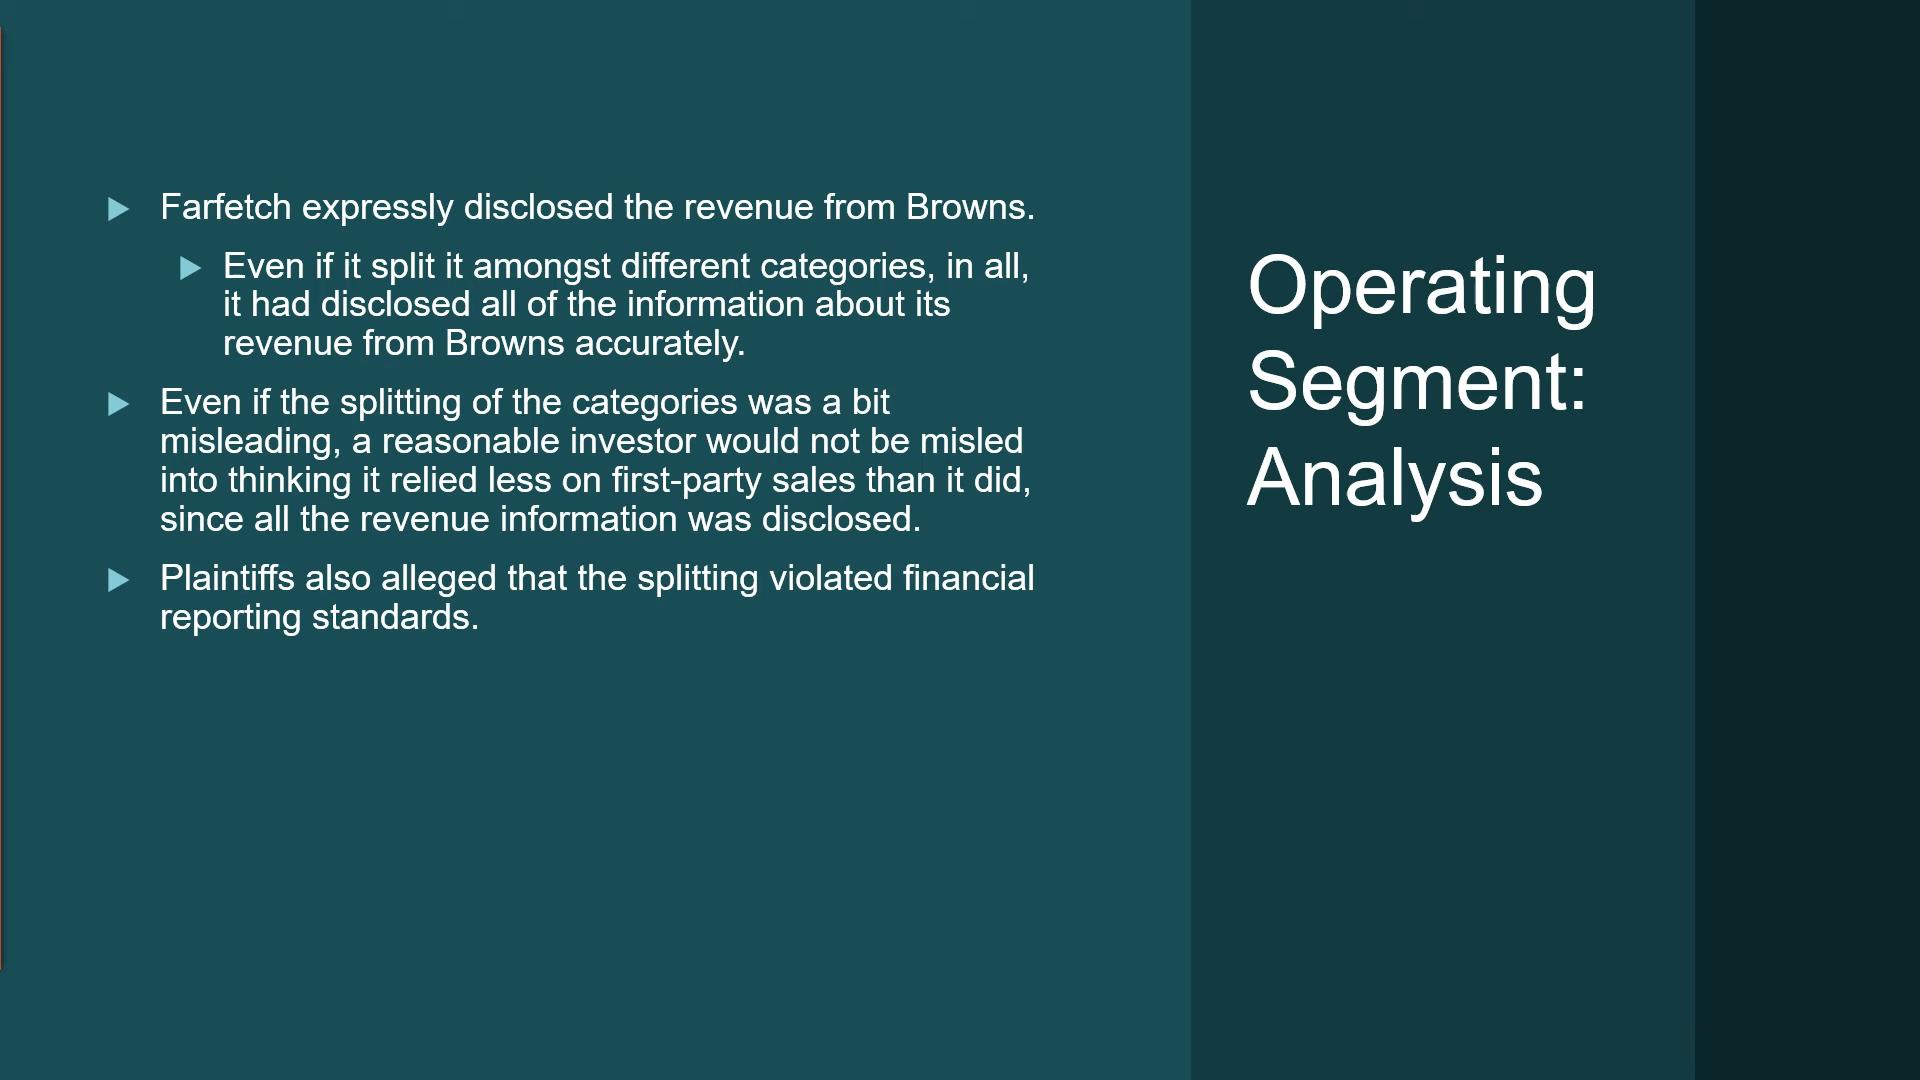 Farfetch expressly disclosed the revenue from Browns.
Even if it split it amongst different categories, in all,
it had disclosed all of the information about its
revenue from Browns accurately.
Even if the splitting of the categories was a bit
misleading, a reasonable investor would not be misled
into thinking it relied less on first-party sales than it did,
since all the revenue information was disclosed.
Plaintiffs also alleged that the splitting violated financial
reporting standards.
Operating
Segment:
Analysis